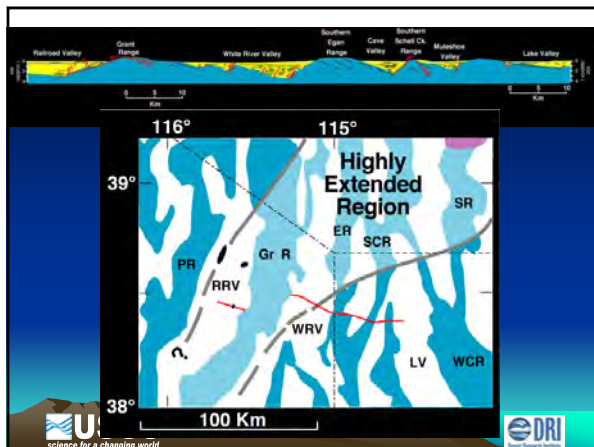 Railroad Valley
Grant
Range
White River Valley
Southern
Egan
Range
Cave
Valley
Southern
Schell Ck.
Range
Muleshoe
Valley
Lake Valley
0 5 10
Km
0 5 10
Km
116° 115°
39°
38°
Highly
Extended
Region
SR
ER
SCR
PR
Gr R
RRV
WRV
LV
WCR
?
100 Km
US
science for a changing world
DRI